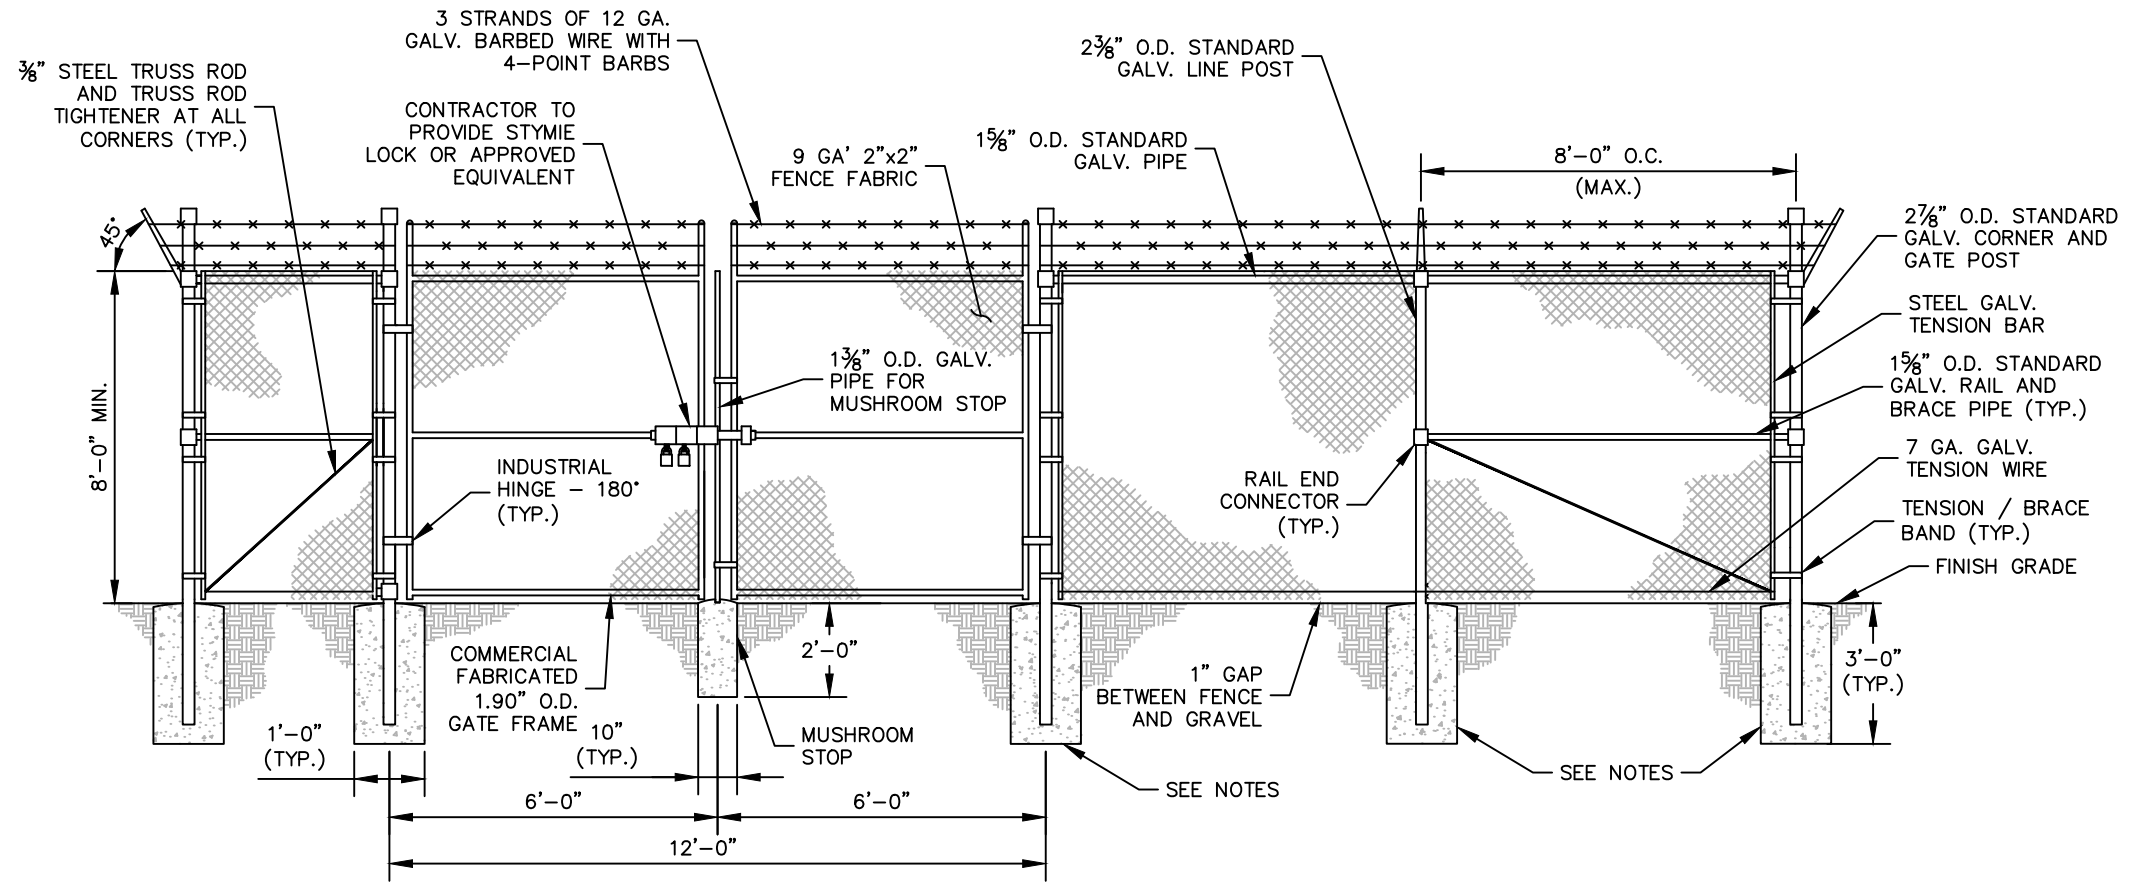 3 STRANDS OF 12 GA.
GALV. BARBED WIRE WITH
4-POINT BARBS
⅜" STEEL TRUSS ROD
AND TRUSS ROD
TIGHTENER AT ALL
CORNERS (TYP.)
CONTRACTOR TO
PROVIDE STYMIE
LOCK OR APPROVED
EQUIVALENT
9 GA' 2"x2"
FENCE FABRIC
2⅜" O.D. STANDARD
GALV. LINE POST
1⅝" O.D. STANDARD
GALV. PIPE
8'-0" O.C.
(MAX.)
2⅞" O.D. STANDARD
GALV. CORNER AND
GATE POST
45°
8'-0" MIN.
STEEL GALV.
TENSION BAR
1⅜" O.D. GALV.
PIPE FOR
MUSHROOM STOP
1⅝" O.D. STANDARD
GALV. RAIL AND
BRACE PIPE (TYP.)
INDUSTRIAL
HINGE - 180°
(TYP.)
RAIL END
CONNECTOR
(TYP.)
7 GA. GALV.
TENSION WIRE
TENSION / BRACE
BAND (TYP.)
FINISH GRADE
COMMERCIAL
FABRICATED
1.90" O.D.
GATE FRAME
2'-0"
1" GAP
BETWEEN FENCE
AND GRAVEL
3'-0"
(TYP.)
1'-0"
(TYP.)
10"
(TYP.)
MUSHROOM
STOP
SEE NOTES
SEE NOTES
6'-0"
6'-0"
12'-0"